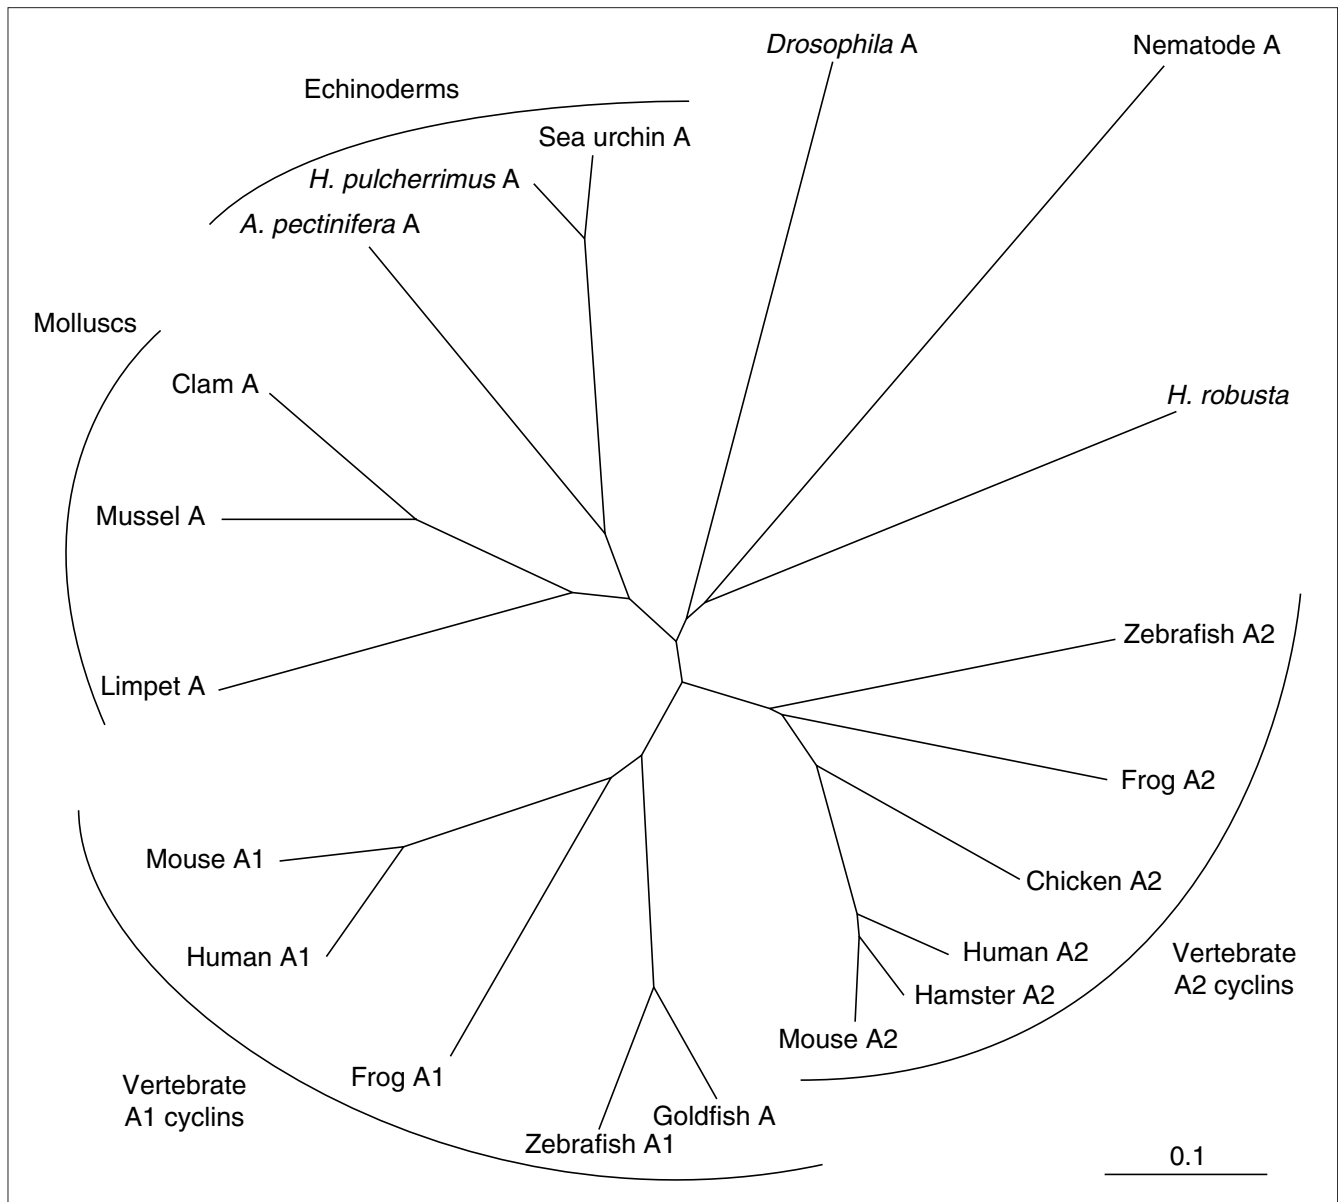 Drosophila A
Nematode A
Echinoderms
Sea urchin A
H. pulcherrimus A
A. pectinifera A
Molluscs
Clam A
H. robusta
Mussel A
Zebrafish A2
Limpet A
Frog A2
Mouse A1
Chicken A2
Human A1
Human A2
Vertebrate
A2 cyclins
Hamster A2
Mouse A2
Frog A1
Vertebrate
A1 cyclins
Goldfish A
Zebrafish A1
0.1